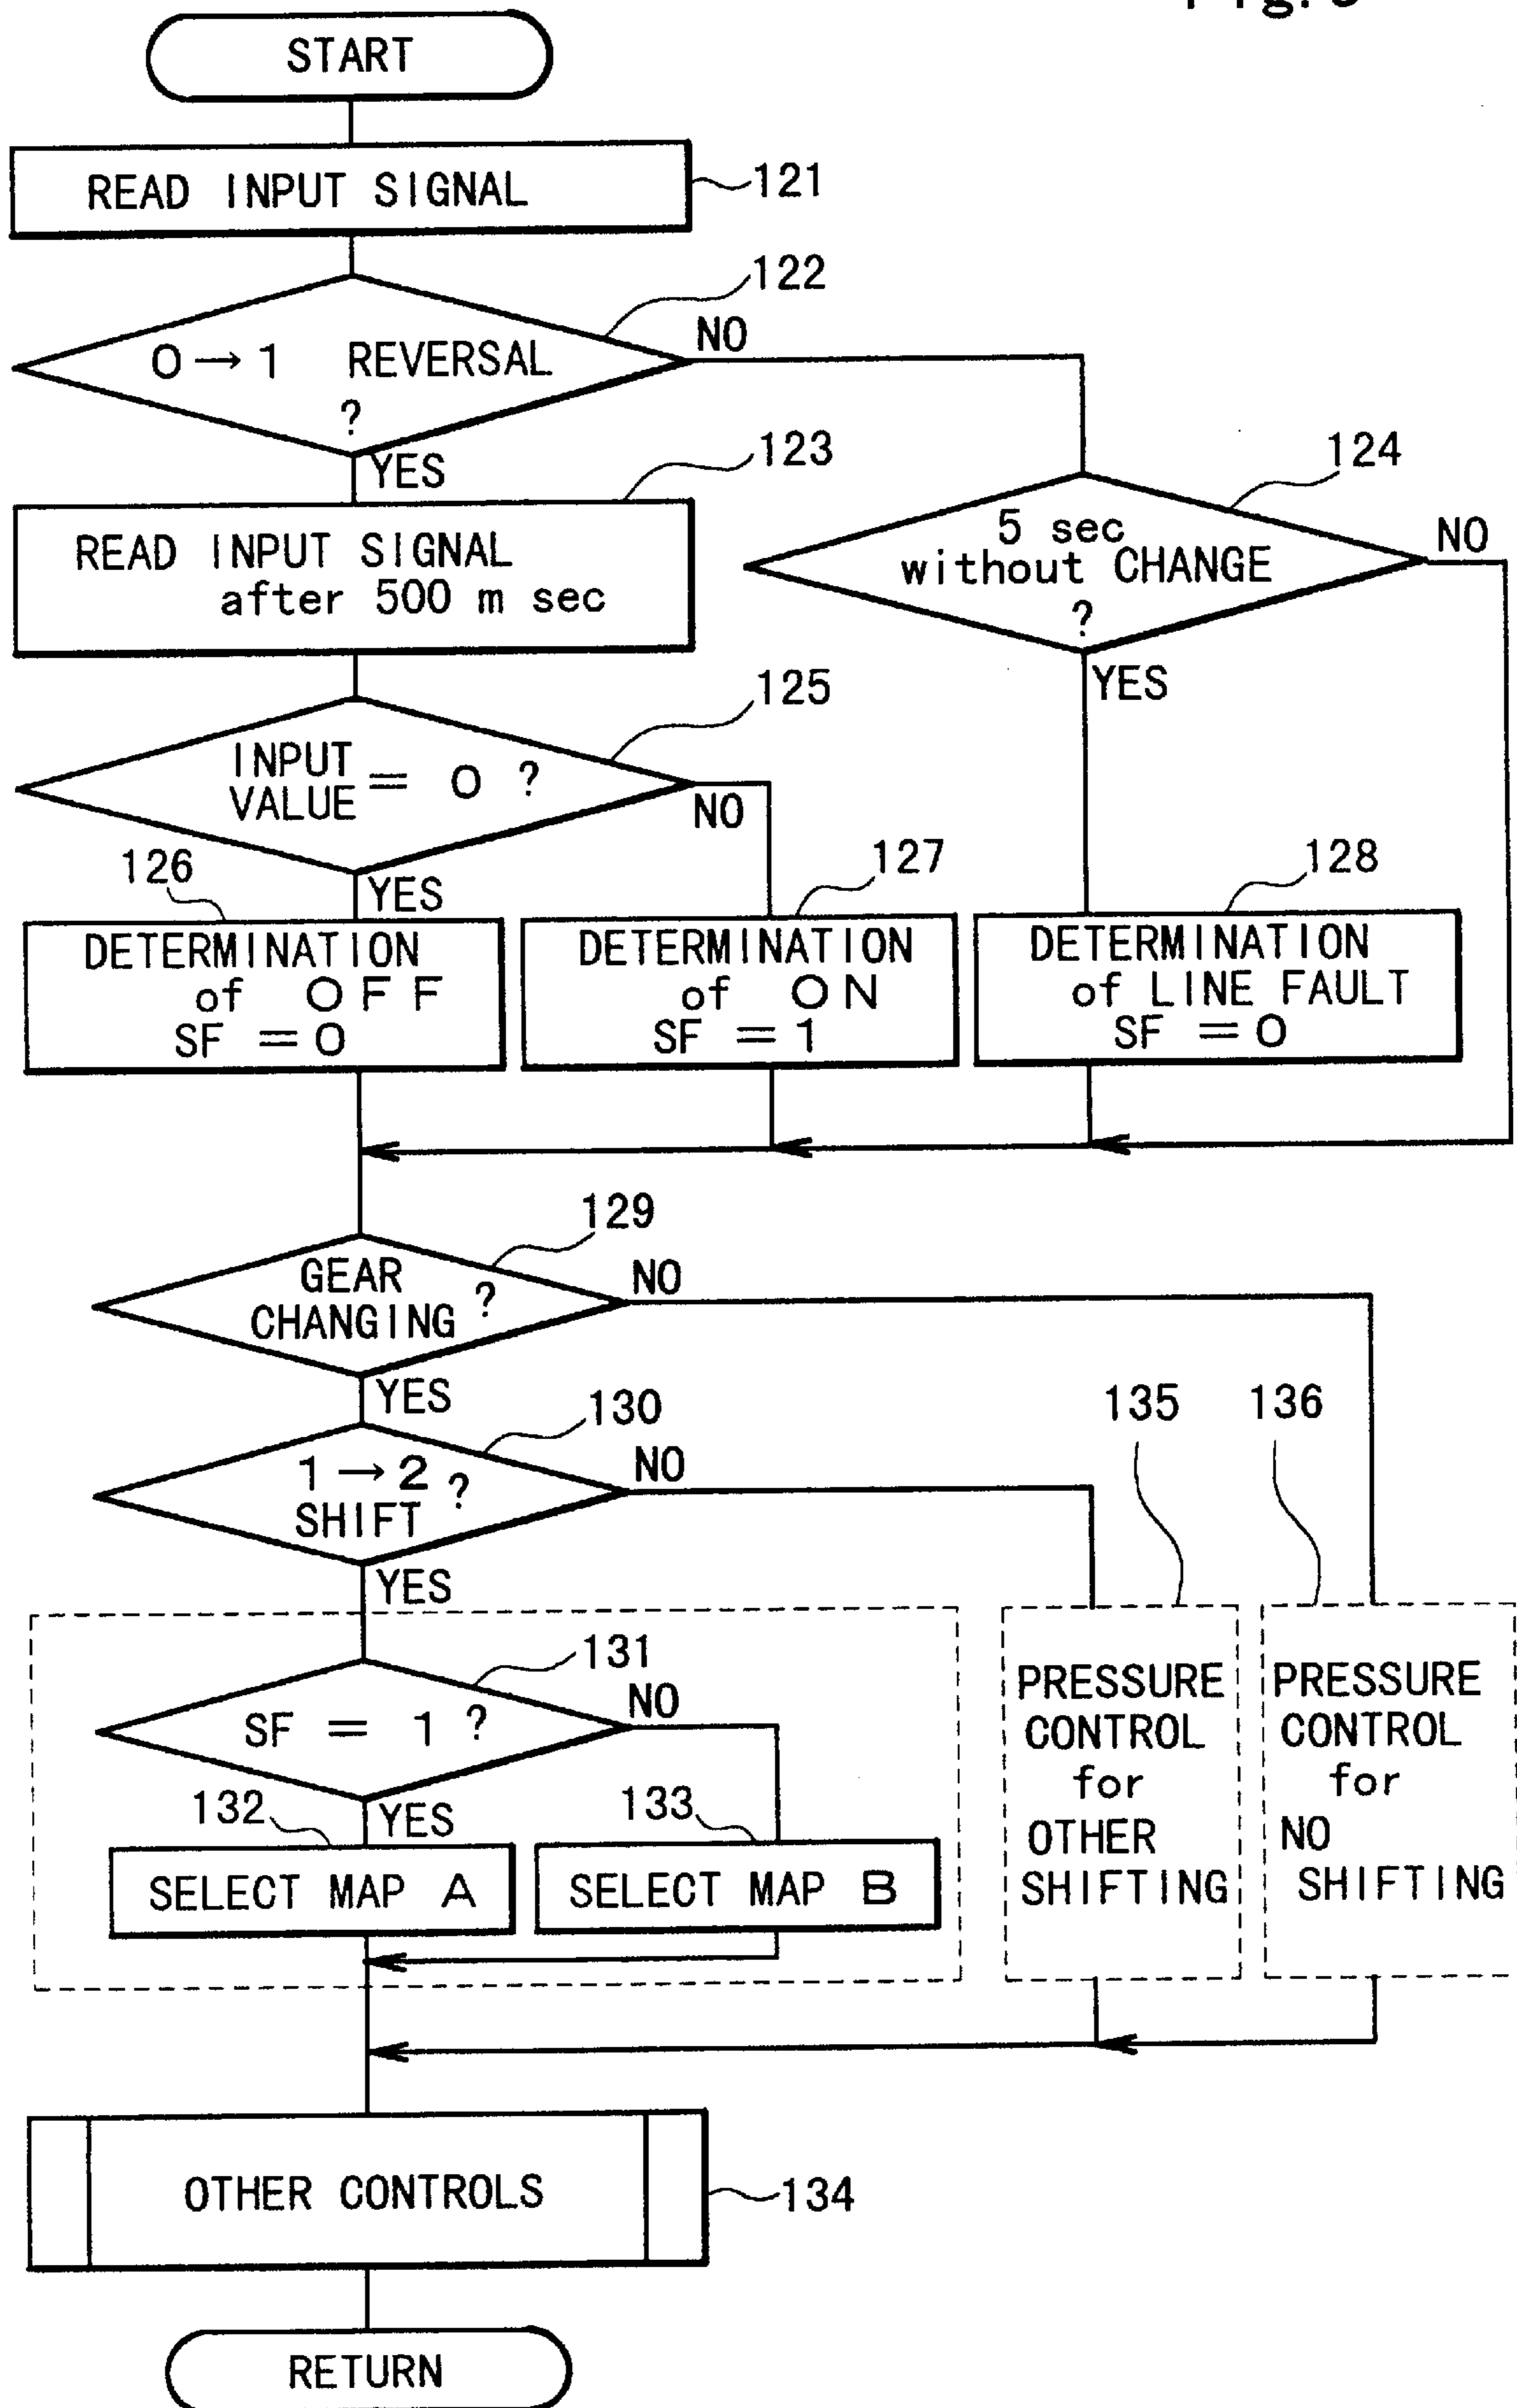 START
READ INPUT SIGNAL
121
122
0→1 REVERSAL
?
NO
YES
123
READ INPUT SIGNAL
after 500 m sec
124
5 sec
without CHANGE
?
NO
YES
125
INPUT
VALUE = 0 ?
NO
YES
126
DETERMINATION
of OFF
SF = 0
127
DETERMINATION
of ON
SF = 1
128
DETERMINATION
of LINE FAULT
SF = 0
129
GEAR
CHANGING ?
NO
YES
130
1→2
SHIFT ?
NO
YES
135
136
131
SF = 1 ?
NO
YES
132
SELECT MAP A
133
SELECT MAP B
PRESSURE
CONTROL
for
OTHER
SHIFTING
PRESSURE
CONTROL
for
NO
SHIFTING
OTHER CONTROLS
134
RETURN